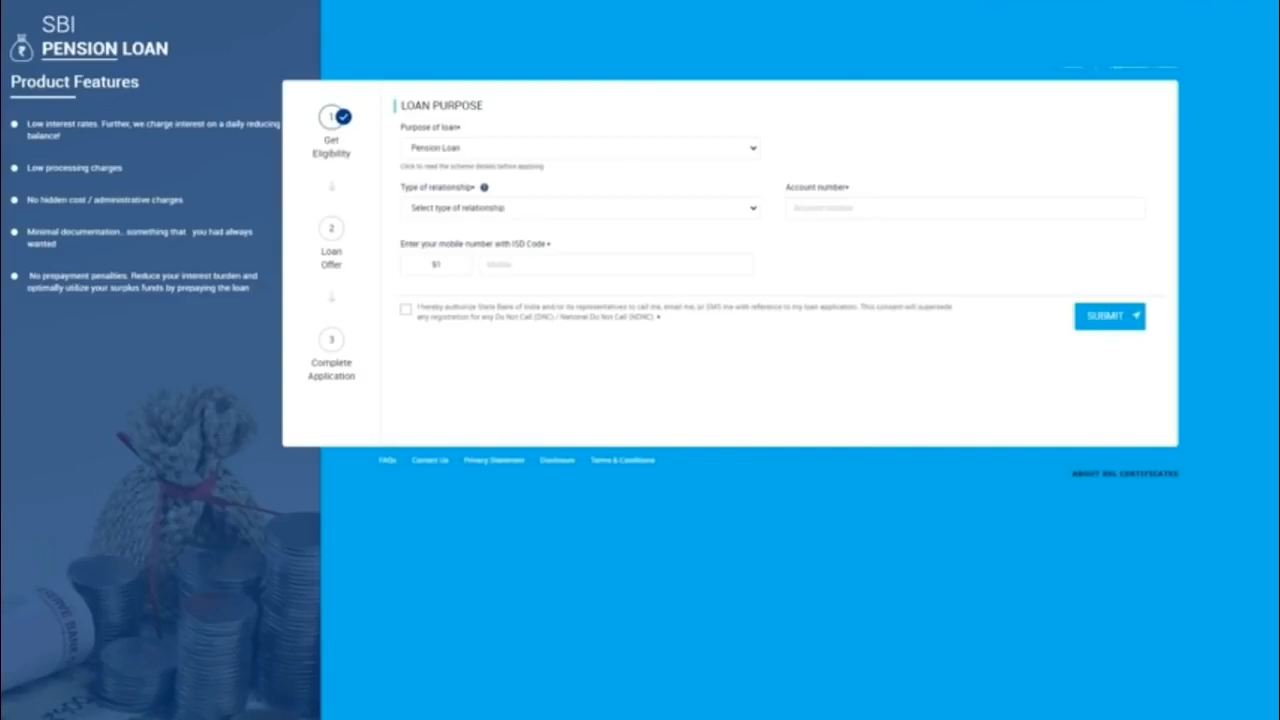 SBI
PENSION LOAN
Product Features
Low interest rates. Further, we charge interest on a daily reducing
balance!
Low processing charges
No hidden cost / administrative charges
Minimal documentation.. something that you had always
wanted
No prepayment penalties. Reduce your interest burden and
optimally utilize your surplus funds by prepaying the loan
1
Get
Eligibility
2
Loan
Offer
3
Complete
Application
LOAN PURPOSE
Purpose of loan*
Pension Loan
Click to read the scheme details before applying
Type of relationship*
Account number*
Select type of relationship
Account number
Enter your mobile number with ISD Code *
91
Mobile
I hereby authorize State Bank of India and/or its representatives to call me, email me, or SMS me with reference to my loan application. This consent will supersede
any registration for any Do Not Call (DNC) / National Do Not Call (NDNC). *
SUBMIT
FAQs Contact Us Privacy Statement Disclosure Terms & Conditions
ABOUT SSL CERTIFICATES